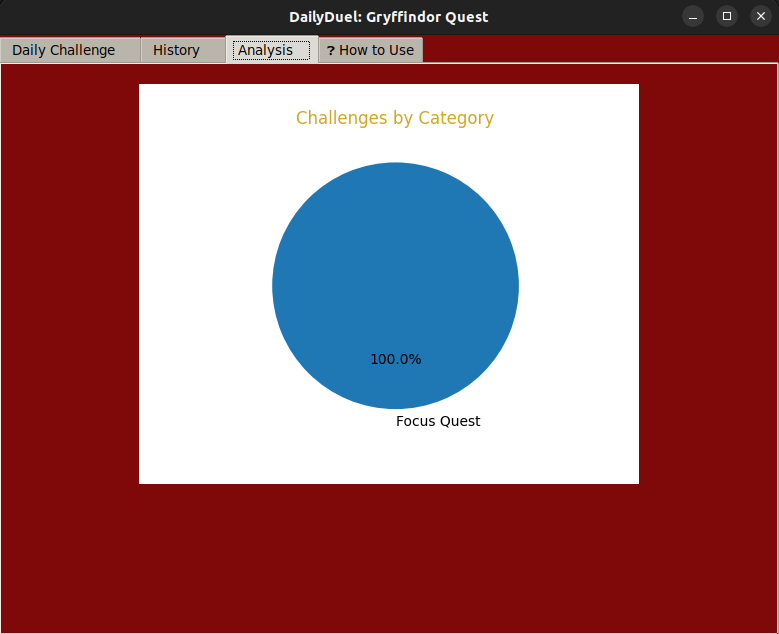 DailyDuel: Gryffindor Quest
Daily Challenge History Analysis ? How to Use
Challenges by Category
100.0%
Focus Quest